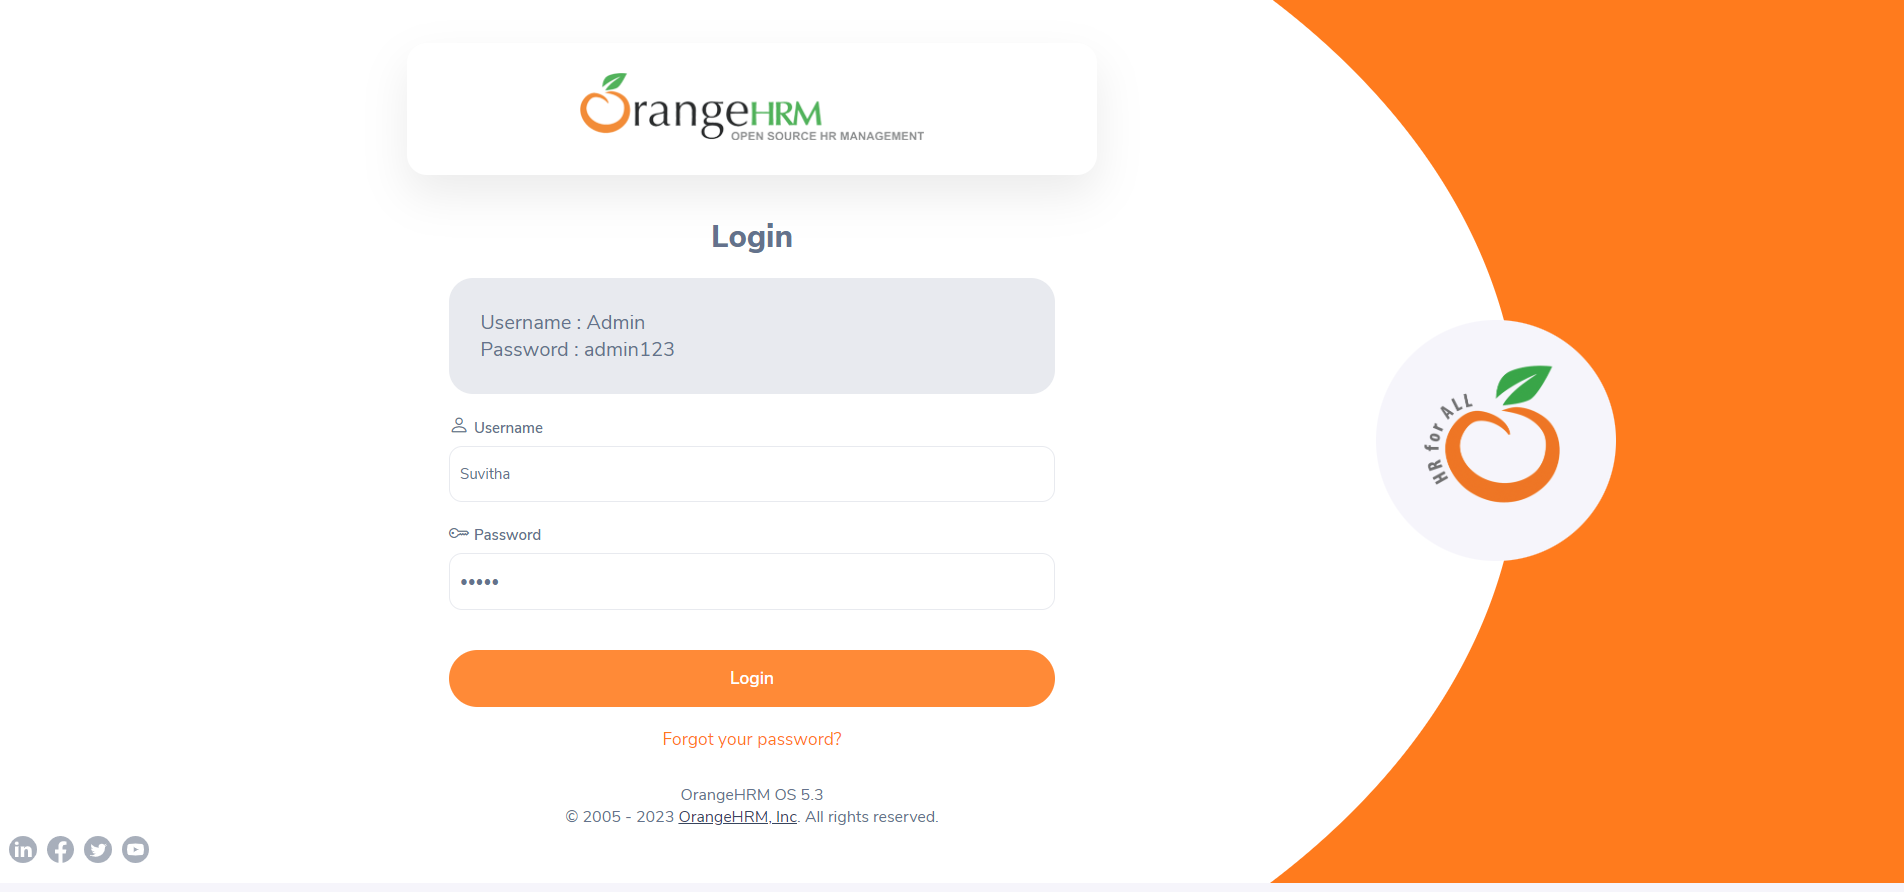 OrangeHRM
OPEN SOURCE HR MANAGEMENT
Login
Username : Admin
Password : admin123
Username
Suvitha
Password
•••••
Login
Forgot your password?
OrangeHRM OS 5.3
© 2005 - 2023 OrangeHRM, Inc. All rights reserved.
HR for ALL